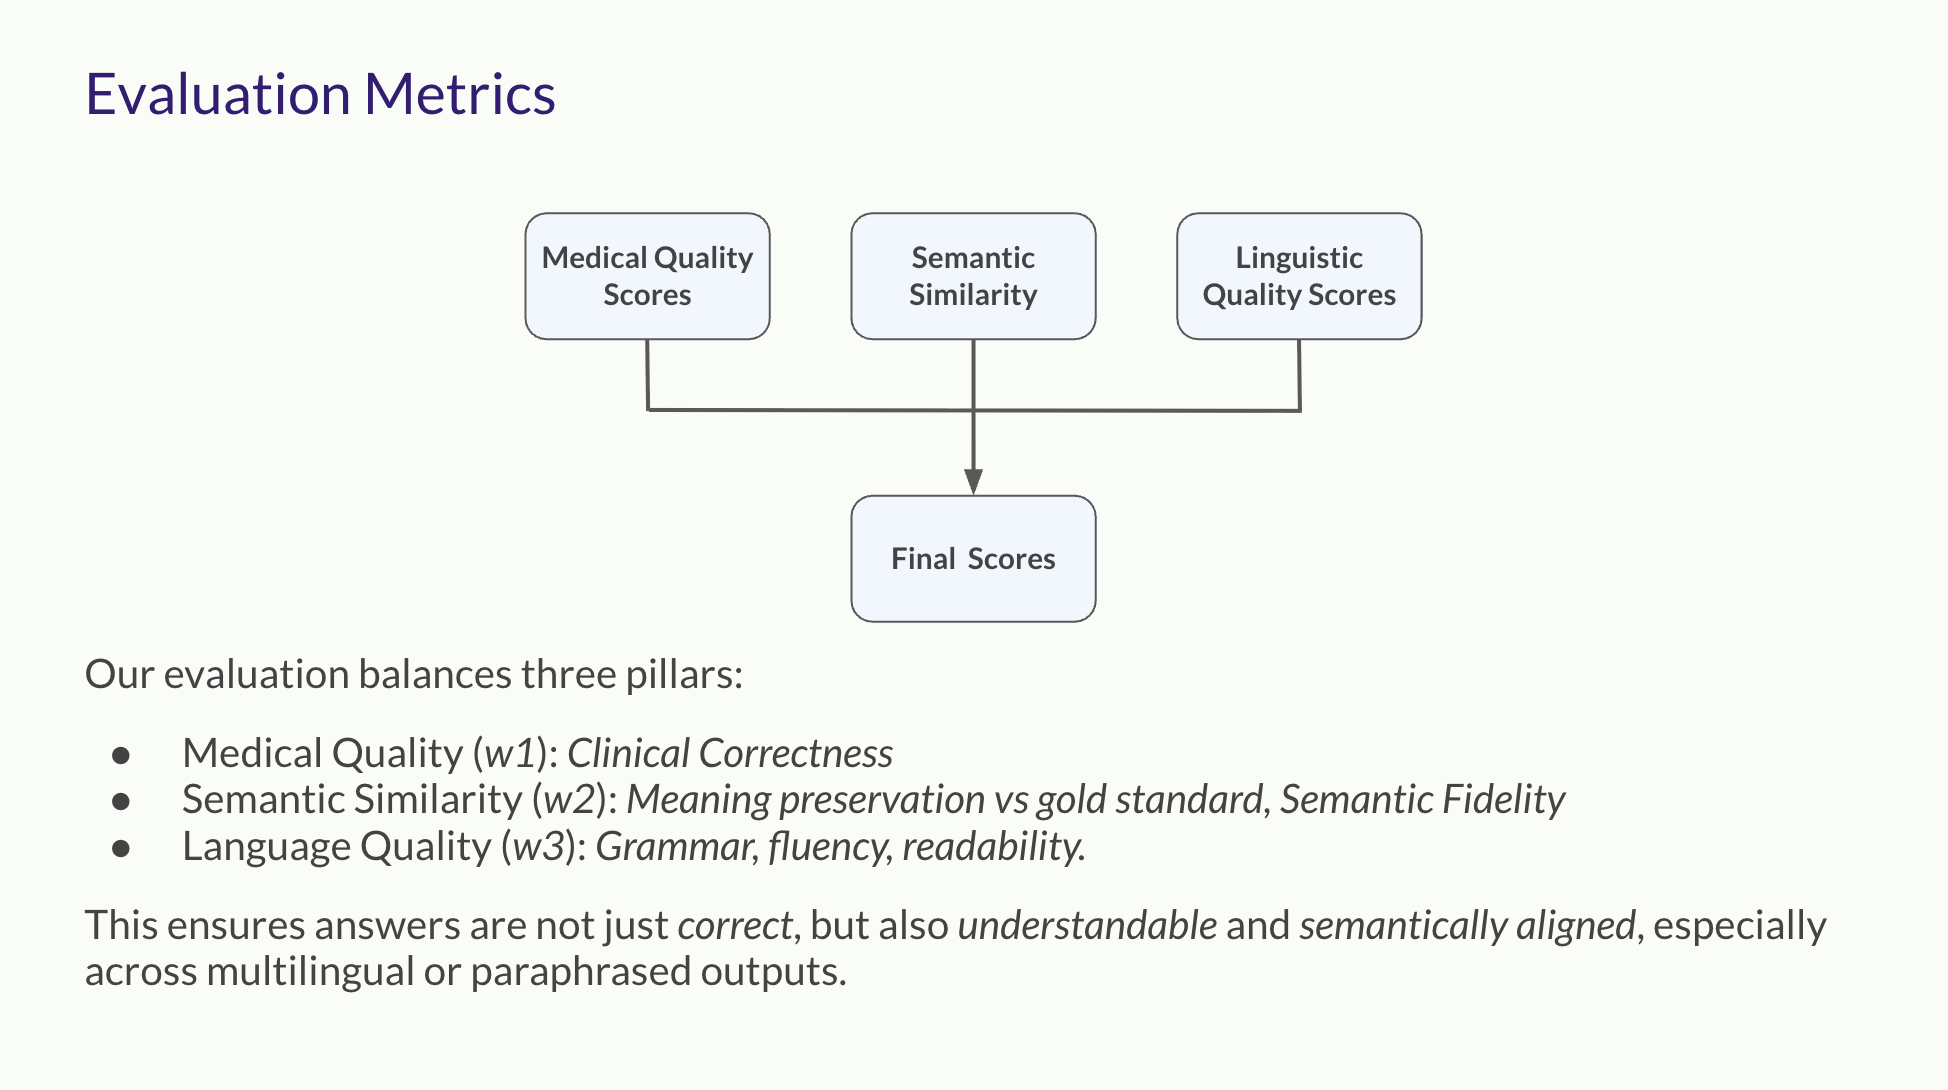 Evaluation Metrics
Medical Quality
Scores
Semantic
Similarity
Linguistic
Quality Scores
Final  Scores
Our evaluation balances three pillars:
● Medical Quality (w1): Clinical Correctness
● Semantic Similarity (w2): Meaning preservation vs gold standard, Semantic Fidelity
● Language Quality (w3): Grammar, fluency, readability.
This ensures answers are not just correct, but also understandable and semantically aligned, especially
across multilingual or paraphrased outputs.